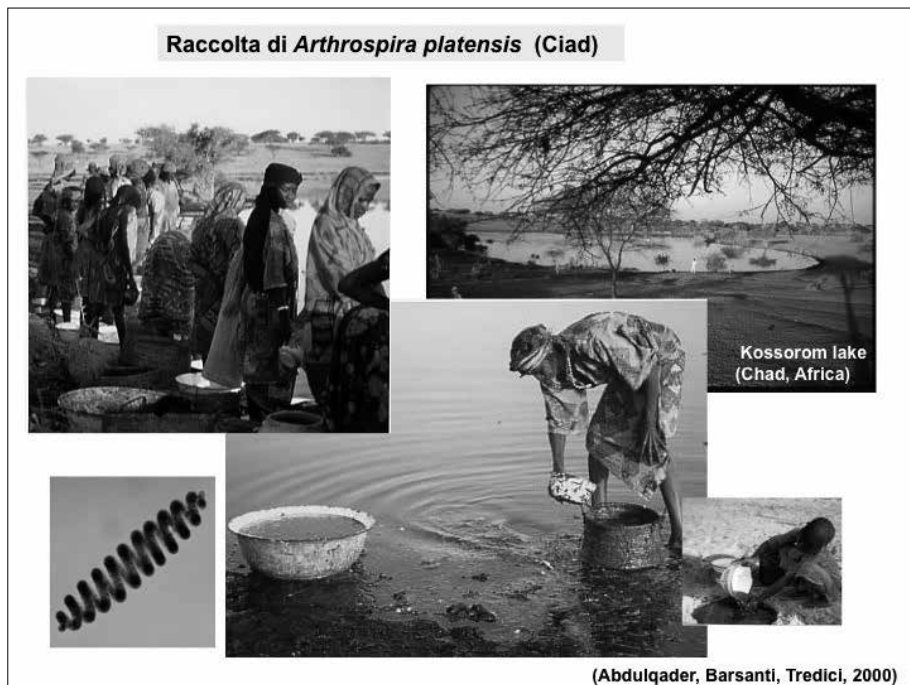 Raccolta di Arthrospira platensis (Ciad)
Kossorom lake
(Chad, Africa)
(Abdulqader, Barsanti, Tredici, 2000)